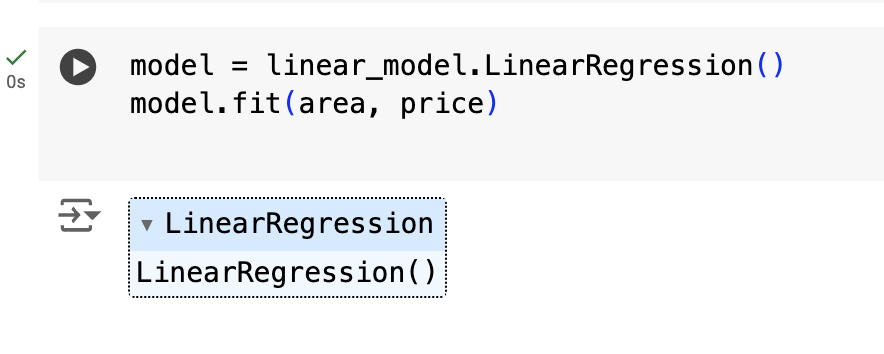 model = linear_model.LinearRegression()
0s
model.fit(area, price)
▾ LinearRegression
LinearRegression()